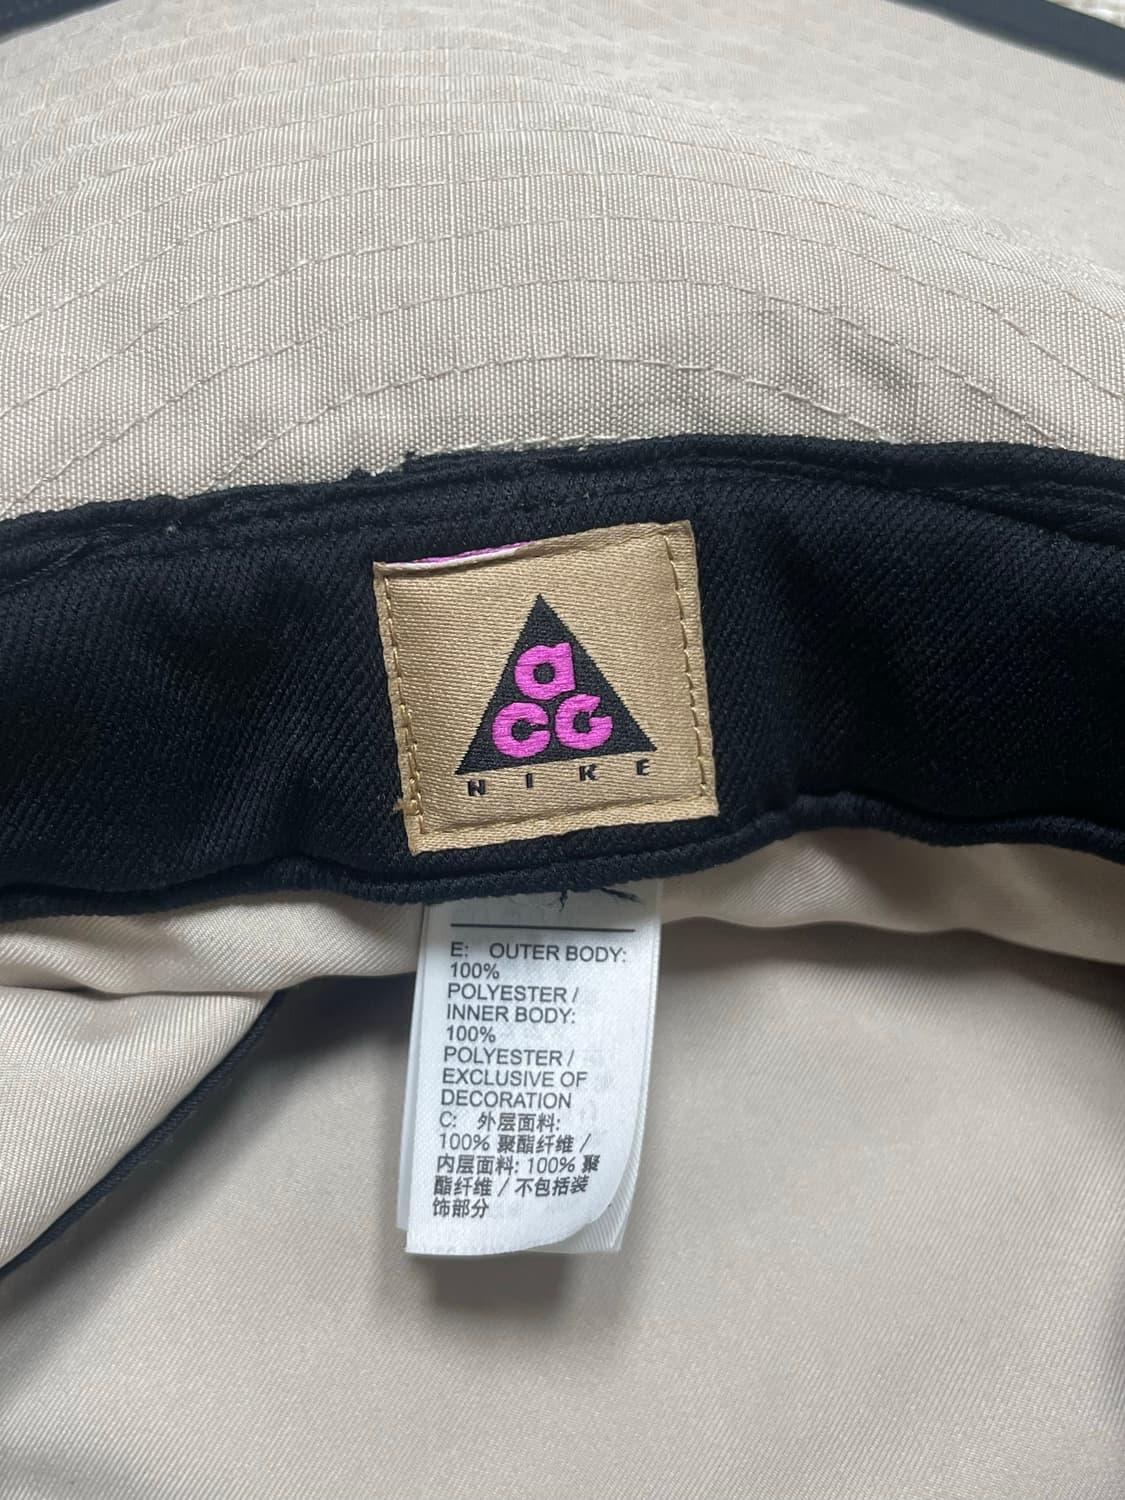 a
cg
NIKE
E: OUTER BODY:
100%
POLYESTER /
INNER BODY:
100%
POLYESTER /
EXCLUSIVE OF
DECORATION
C: 外层面料:
100% 聚酯纤维 /
内层面料: 100% 聚
酯纤维 / 不包括装
饰部分